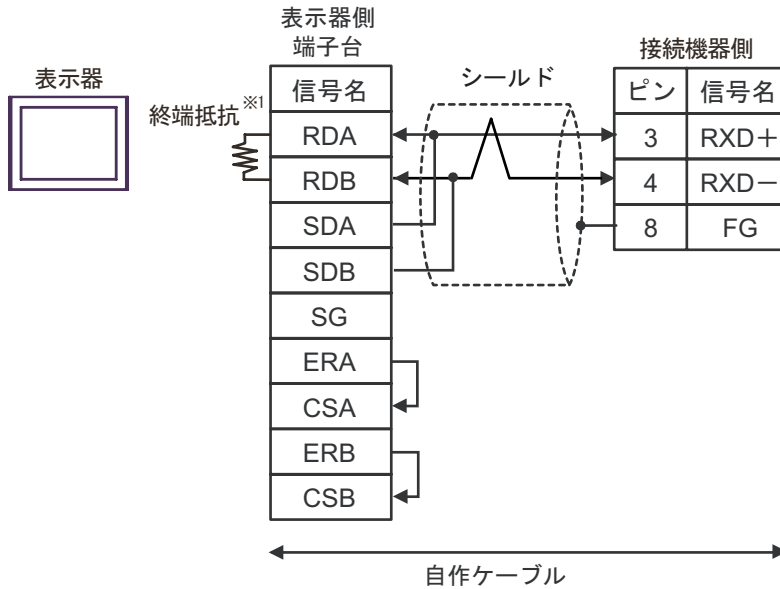 表示器
終端抵抗※1
表示器側
端子台
信号名
RDA
RDB
SDA
SDB
SG
ERA
CSA
ERB
CSB
シールド
接続機器側
ピン 信号名
3 RXD＋
4 RXD－
8 FG
自作ケーブル